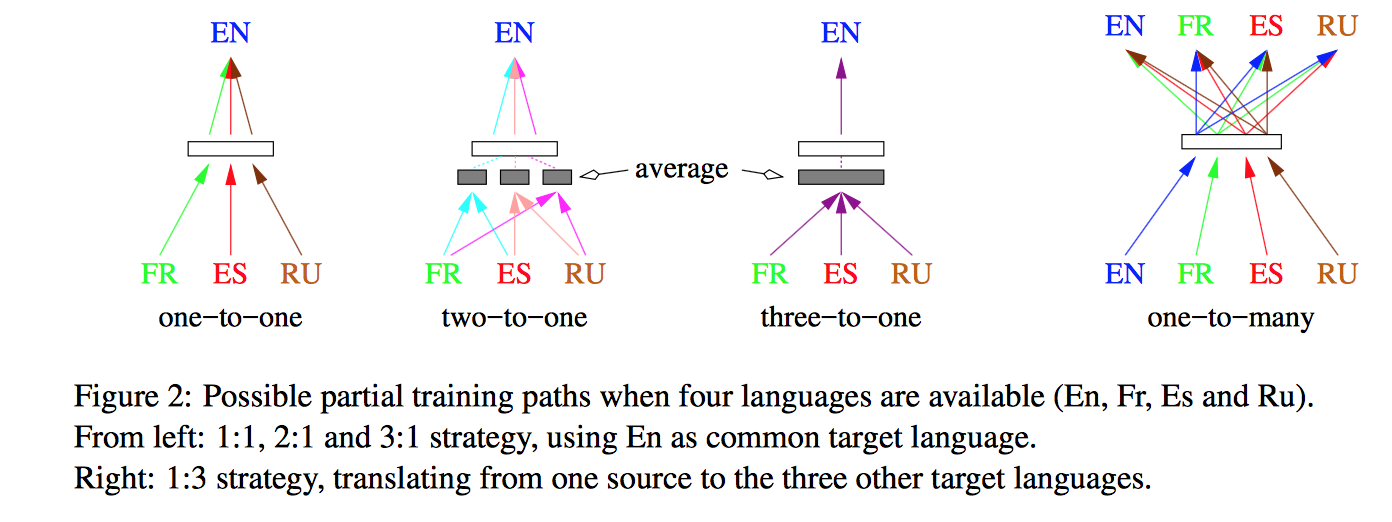 EN EN EN EN FR ES RU
average
FR ES RU FR ES RU FR ES RU EN FR ES RU
one−to−one two−to−one three−to−one one−to−many
Figure 2: Possible partial training paths when four languages are available (En, Fr, Es and Ru).
From left: 1:1, 2:1 and 3:1 strategy, using En as common target language.
Right: 1:3 strategy, translating from one source to the three other target languages.